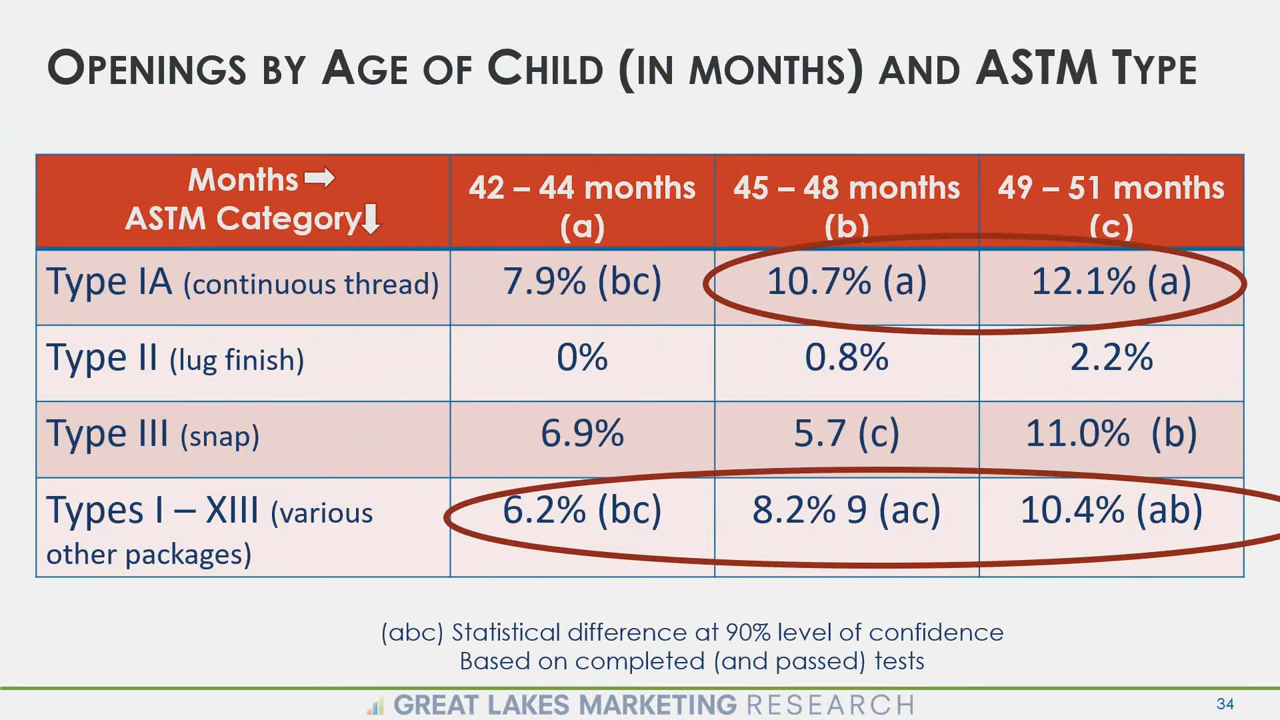 OPENINGS BY AGE OF CHILD (IN MONTHS) AND ASTM TYPE
Months
ASTM Category
42 – 44 months
(a)
45 – 48 months
(b)
49 – 51 months
(c)
Type IA (continuous thread)
7.9% (bc)
10.7% (a)
12.1% (a)
Type II (lug finish)
0%
0.8%
2.2%
Type III (snap)
6.9%
5.7 (c)
11.0% (b)
Types I – XIII (various
other packages)
6.2% (bc)
8.2% 9 (ac)
10.4% (ab)
(abc) Statistical difference at 90% level of confidence
Based on completed (and passed) tests
GREAT LAKES MARKETING RESEARCH
34